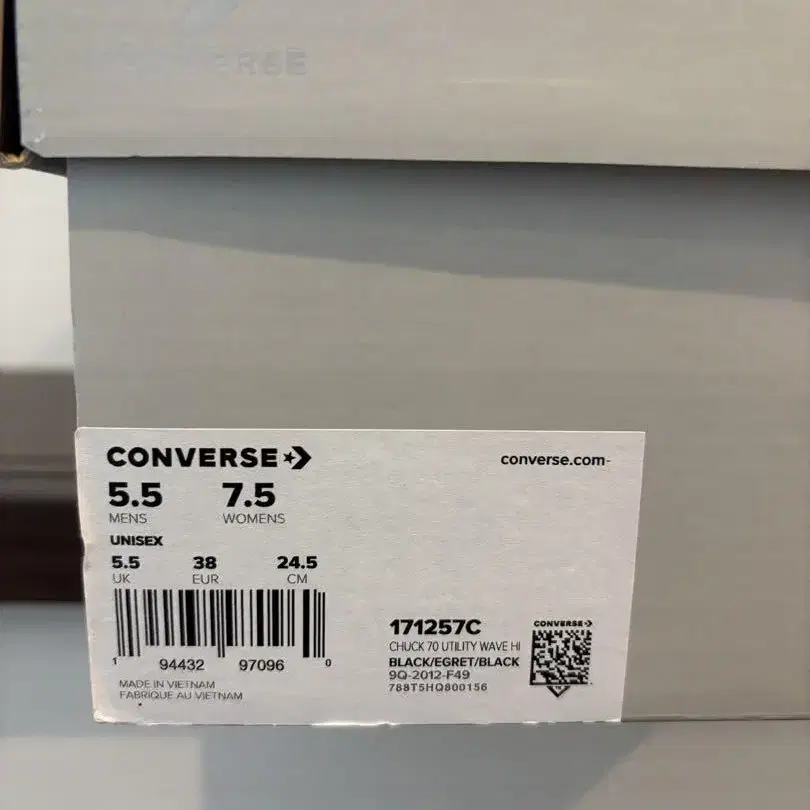 CONVERSE
CONVERSE
converse.com
5.5 7.5
MENS WOMENS
UNISEX
5.5 38 24.5
UK EUR CM
1 94432 97096 0
MADE IN VIETNAM
FABRIQUE AU VIETNAM
171257C
CHUCK 70 UTILITY WAVE HI
BLACK/EGRET/BLACK
9Q-2012-F49
788T5HQ800156
CONVERSE